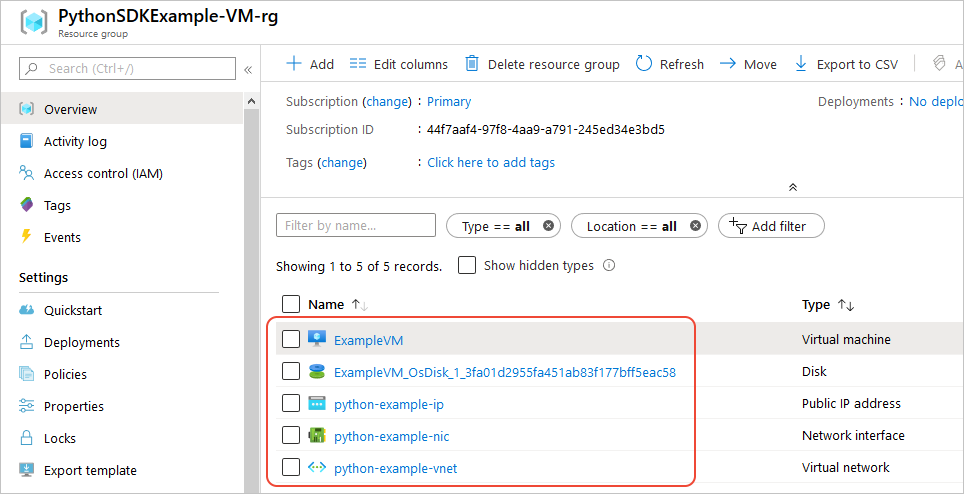 PythonSDKExample-VM-rg
Resource group
Search (Ctrl+/)
«
Add
Edit columns
Delete resource group
Refresh
Move
Export to CSV
A
Overview
Activity log
Access control (IAM)
Tags
Events
Settings
Quickstart
Deployments
Policies
Properties
Locks
Export template
Subscription (change) : Primary
Deployments : No deplo
Subscription ID : 44f7aaf4-97f8-4aa9-a791-245ed34e3bd5
Tags (change) : Click here to add tags
Filter by name...
Type == all
Location == all
Add filter
Showing 1 to 5 of 5 records.
Show hidden types
Name ↑↓ Type ↑↓
ExampleVM Virtual machine
ExampleVM_OsDisk_1_3fa01d2955fa451ab83f177bff5eac58 Disk
python-example-ip Public IP address
python-example-nic Network interface
python-example-vnet Virtual network